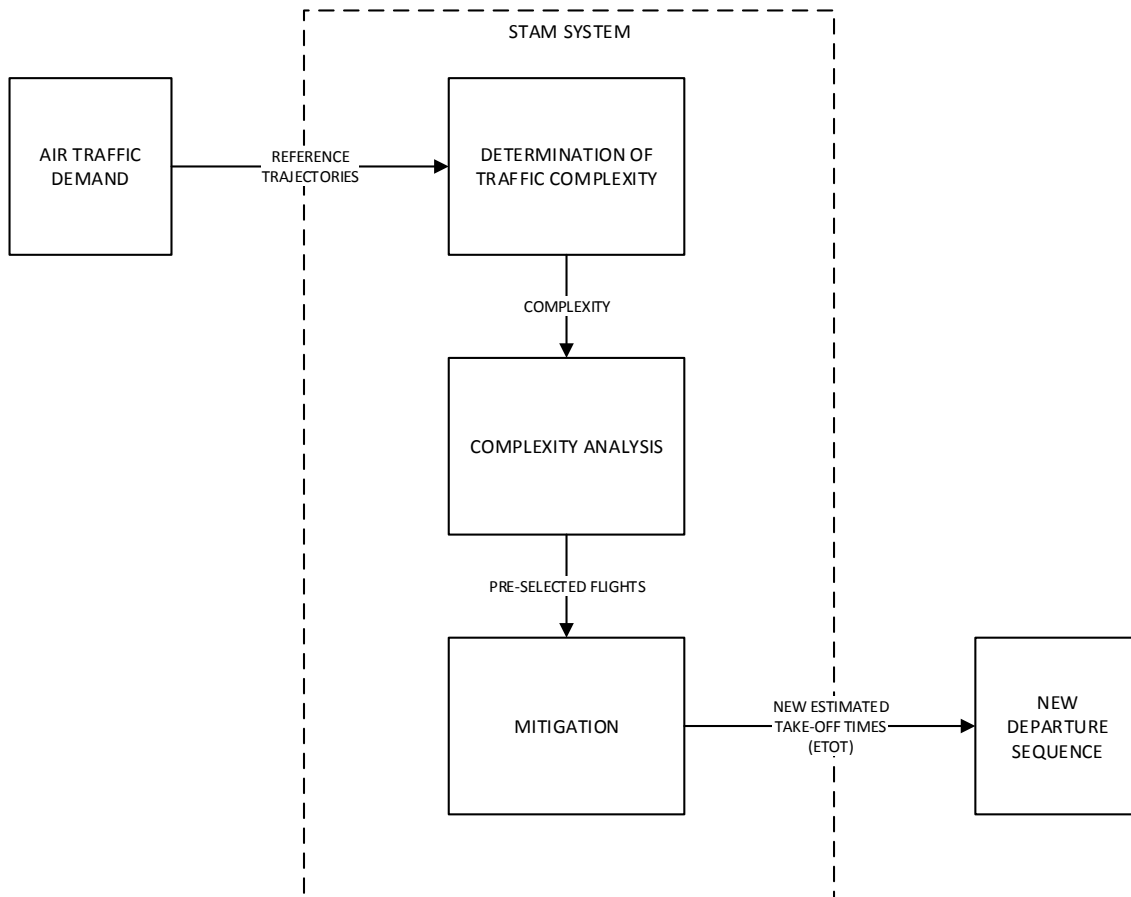 STAM SYSTEM
AIR TRAFFIC
DEMAND
REFERENCE
TRAJECTORIES
DETERMINATION OF
TRAFFIC COMPLEXITY
COMPLEXITY
COMPLEXITY ANALYSIS
PRE-SELECTED FLIGHTS
MITIGATION
NEW ESTIMATED
TAKE-OFF TIMES
(ETOT)
NEW
DEPARTURE
SEQUENCE